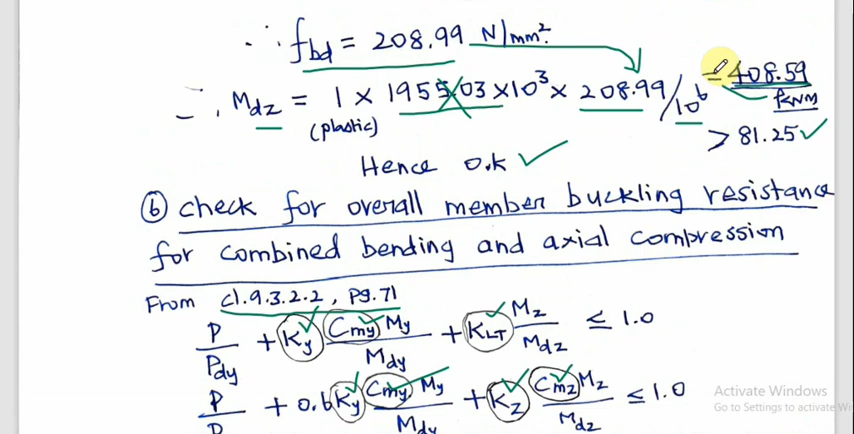 ∴ fbd = 208.99 N/mm².
∴ Mdz = 1 × 1955.03 × 10³ × 208.99/10⁶ = 408.59 kNm
(plastic) > 81.25 ✓
Hence o.k ✓
⑥ check for overall member buckling resistance
for combined bending and axial compression
From cl.9.3.2.2, pg.71
P/Pdy + Ky Cmy My/Mdy + KLT Mz/Mdz ≤ 1.0
P + 0.6 Ky Cmy My/Mdy + Kz Cmz Mz/Mdz ≤ 1.0
Activate Windows
Go to Settings to activate Wi